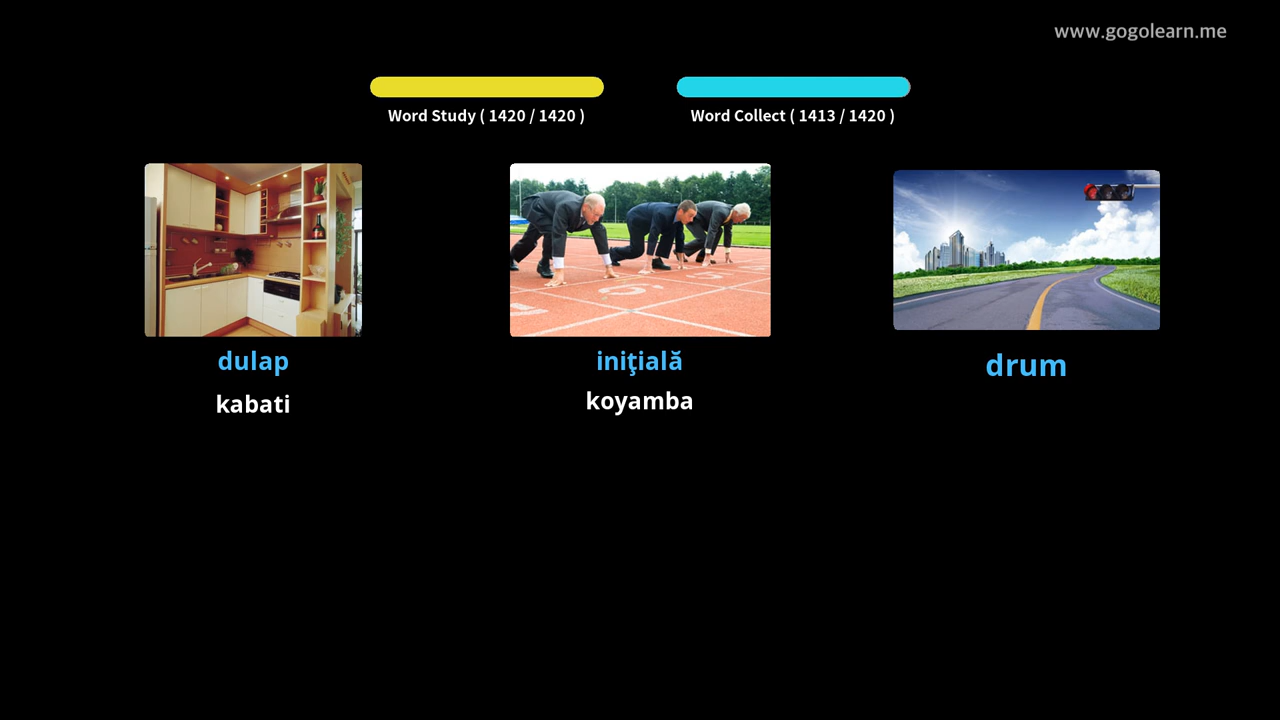 www.gogolearn.me
Word Study ( 1420 / 1420 )
Word Collect ( 1413 / 1420 )
dulap
kabati
iniţială
koyamba
drum